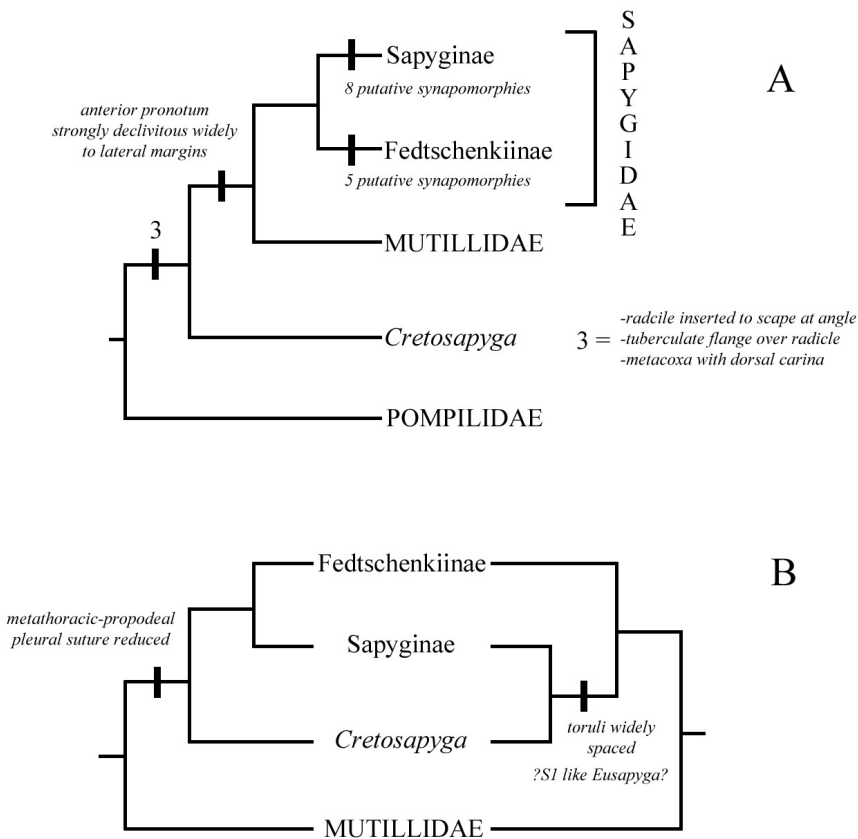 A
SAPYGIDAE
Sapyginae
8 putative synapomorphies
anterior pronotum
strongly declivitous widely
to lateral margins
Fedtschenkiinae
5 putative synapomorphies
3
MUTILLIDAE
Cretosapyga
3 =
-radcile inserted to scape at angle
-tuberculate flange over radicle
-metacoxa with dorsal carina
POMPILIDAE
B
Fedtschenkiinae
metathoracic-propodeal
pleural suture reduced
Sapyginae
Cretosapyga
toruli widely
spaced
?S1 like Eusapyga?
MUTILLIDAE